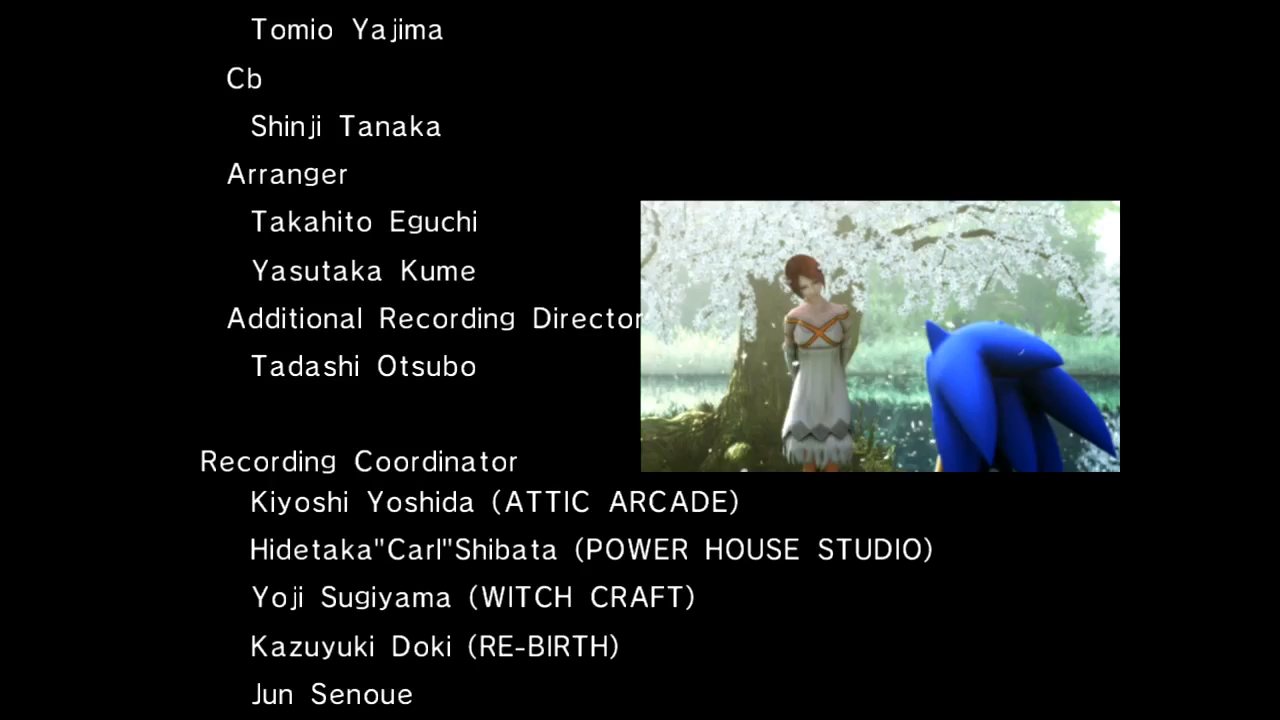 Tomio Yajima
Cb
Shinji Tanaka
Arranger
Takahito Eguchi
Yasutaka Kume
Additional Recording Director
Tadashi Otsubo
Recording Coordinator
Kiyoshi Yoshida (ATTIC ARCADE)
Hidetaka"Carl"Shibata (POWER HOUSE STUDIO)
Yoji Sugiyama (WITCH CRAFT)
Kazuyuki Doki (RE-BIRTH)
Jun Senoue